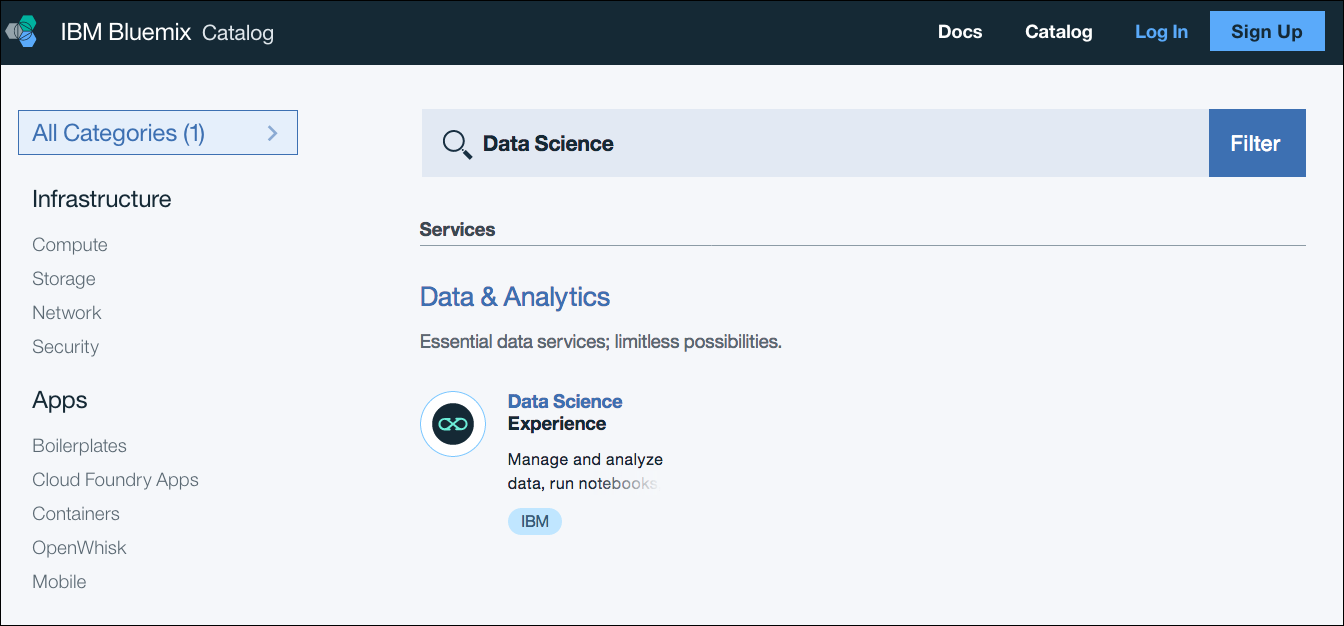 IBM Bluemix Catalog
Docs Catalog Log In Sign Up
All Categories (1)
Infrastructure
Compute
Storage
Network
Security
Apps
Boilerplates
Cloud Foundry Apps
Containers
OpenWhisk
Mobile
Data Science
Filter
Services
Data & Analytics
Essential data services; limitless possibilities.
Data Science
Experience
Manage and analyze
data, run notebooks
IBM